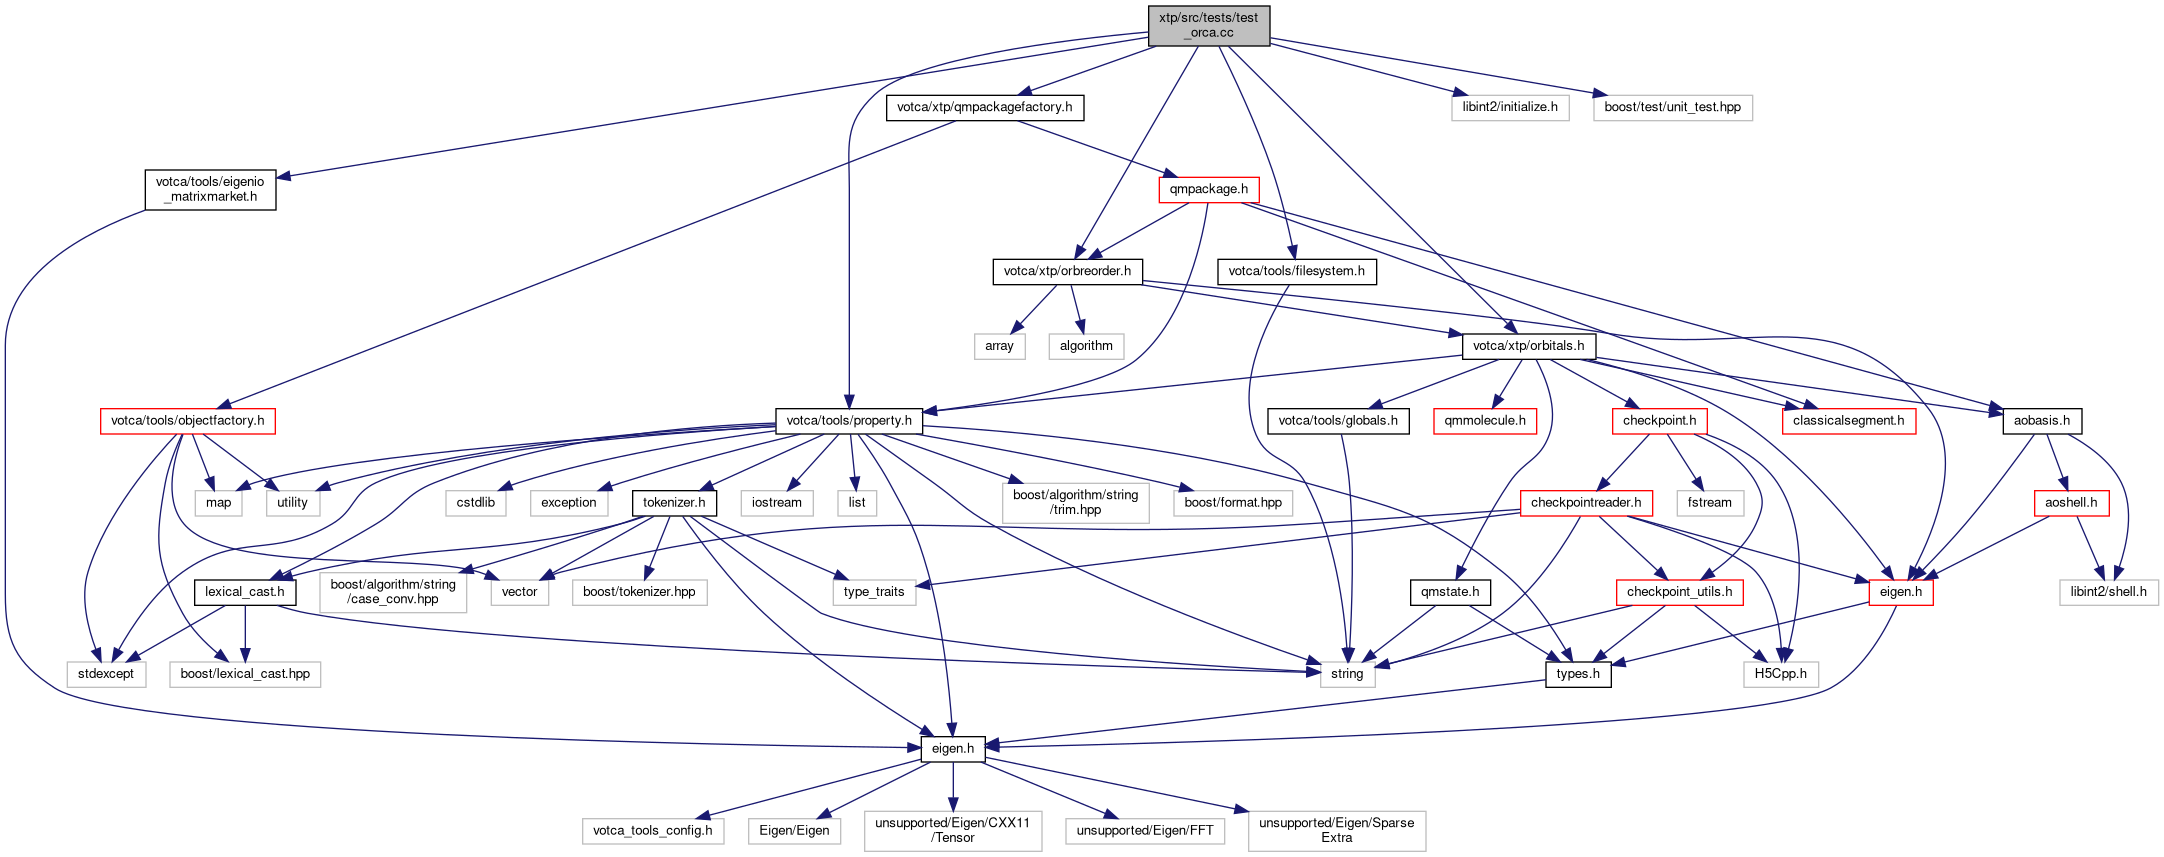 xtp/src/tests/test
_orca.cc
votca/xtp/qmpackagefactory.h
libint2/initialize.h
boost/test/unit_test.hpp
votca/tools/eigenio
_matrixmarket.h
qmpackage.h
votca/xtp/orbreorder.h
votca/tools/filesystem.h
array
algorithm
votca/xtp/orbitals.h
votca/tools/objectfactory.h
votca/tools/property.h
votca/tools/globals.h
qmmolecule.h
checkpoint.h
classicalsegment.h
aobasis.h
map
utility
cstdlib
exception
tokenizer.h
iostream
list
boost/algorithm/string
/trim.hpp
boost/format.hpp
checkpointreader.h
fstream
aoshell.h
lexical_cast.h
boost/algorithm/string
/case_conv.hpp
vector
boost/tokenizer.hpp
type_traits
qmstate.h
checkpoint_utils.h
eigen.h
libint2/shell.h
stdexcept
boost/lexical_cast.hpp
string
types.h
H5Cpp.h
eigen.h
votca_tools_config.h
Eigen/Eigen
unsupported/Eigen/CXX11
/Tensor
unsupported/Eigen/FFT
unsupported/Eigen/Sparse
Extra